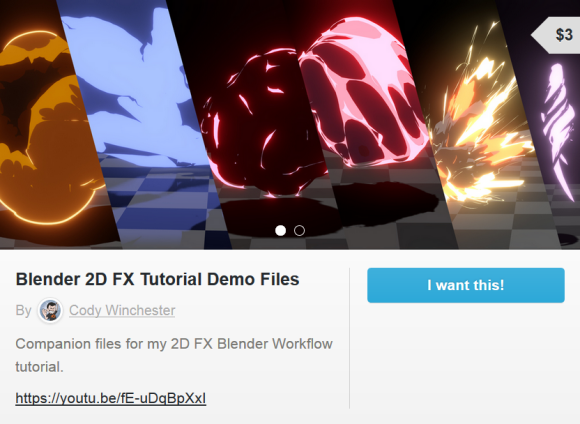 $3
Blender 2D FX Tutorial Demo Files
By Cody Winchester
I want this!
Companion files for my 2D FX Blender Workflow
tutorial.
https://youtu.be/fE-uDqBpXxI